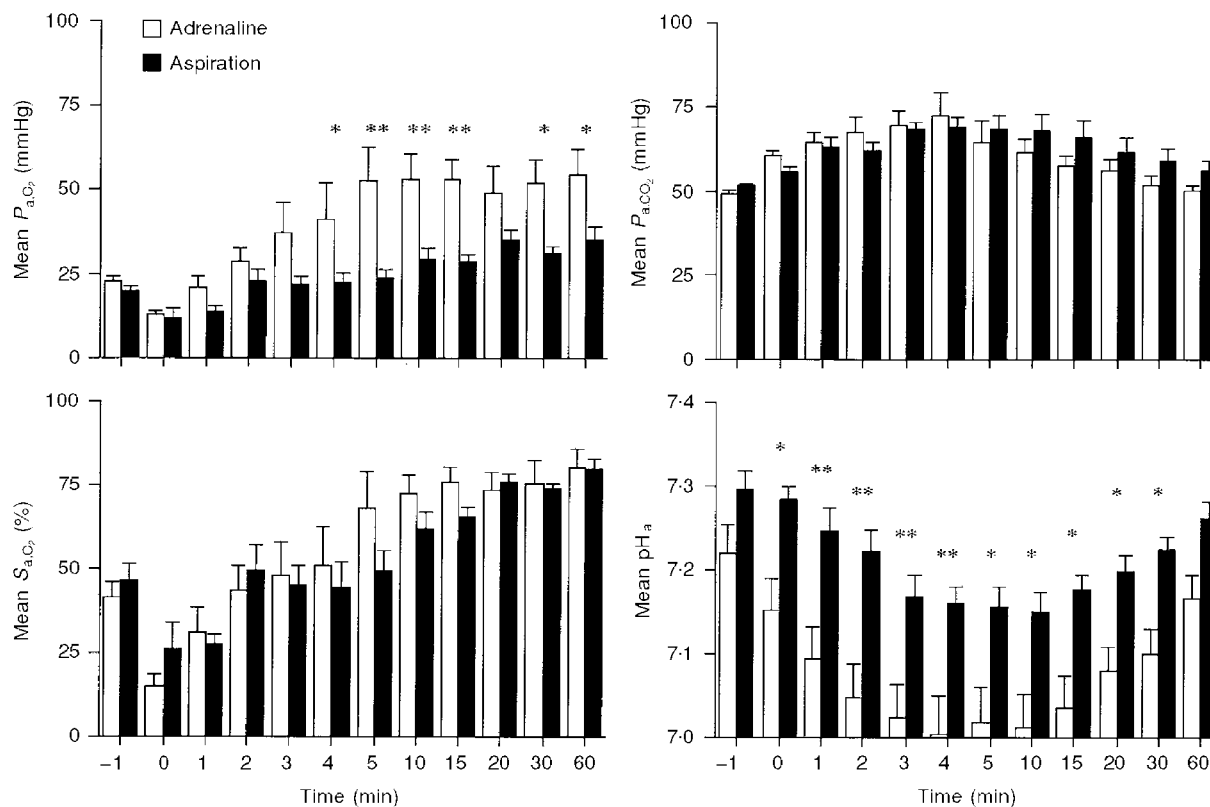 100
75
50
25
0
Mean Pa,C2 (mmHg)
Adrenaline
Aspiration
* ** ** ** * *
100
75
50
25
0
Mean Pa,CO2 (mmHg)
100
75
50
25
0
Mean Sa,C2 (%)
−1 0 1 2 3 4 5 10 15 20 30 60
Time (min)
7·4
7·3
7·2
7·1
7·0
Mean pHa
* ** ** ** ** * * * * *
−1 0 1 2 3 4 5 10 15 20 30 60
Time (min)